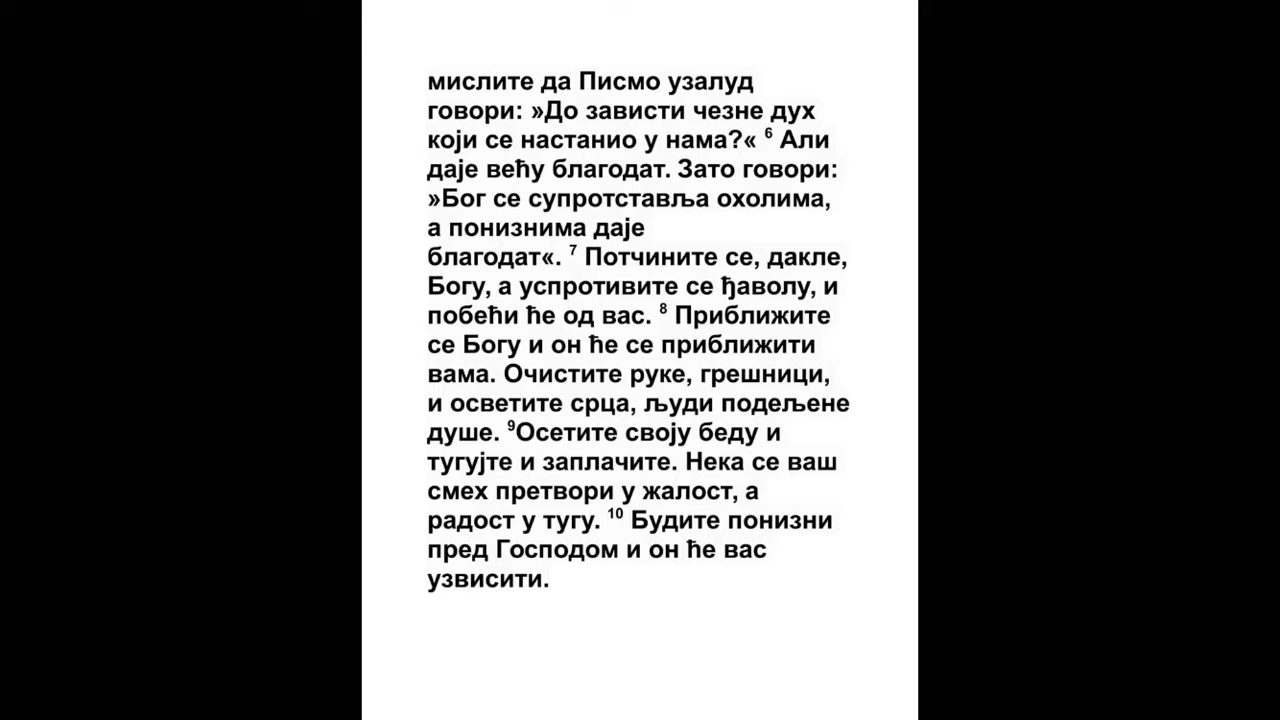 мислите да Писмо узалуд
говори: »До зависти чезне дух
који се настанио у нама?« ⁶ Али
даје већу благодат. Зато говори:
»Бог се супротставља охолима,
а понизнима даје
благодат«. ⁷ Потчините се, дакле,
Богу, а успротивите се ђаволу, и
побећи ће од вас. ⁸ Приближите
се Богу и он ће се приближити
вама. Очистите руке, грешници,
и осветите срца, људи подељене
душе. ⁹Осетите своју беду и
тугујте и заплачите. Нека се ваш
смех претвори у жалост, а
радост у тугу. ¹⁰ Будите понизни
пред Господом и он ће вас
узвисити.